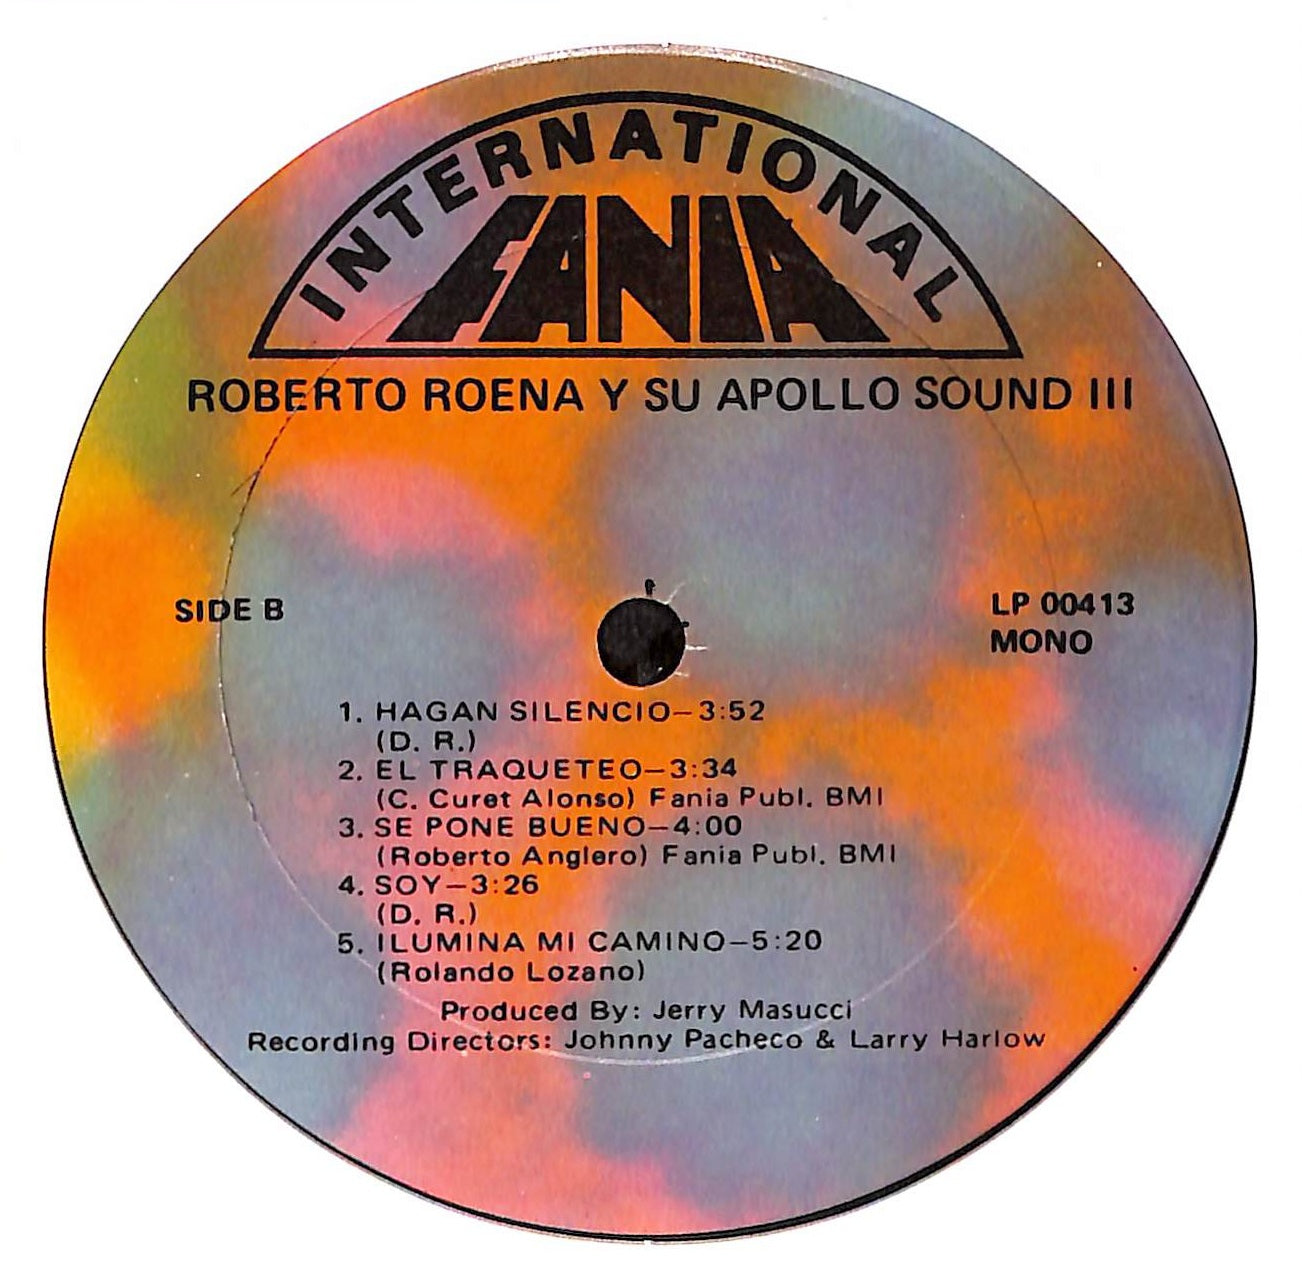 INTERNATIONAL
FANIA
ROBERTO ROENA Y SU APOLLO SOUND III
SIDE B
LP 00413
MONO
1. HAGAN SILENCIO–3:52
(D. R.)
2. EL TRAQUETEO–3:34
(C. Curet Alonso) Fania Publ. BMI
3. SE PONE BUENO–4:00
(Roberto Anglero) Fania Publ. BMI
4. SOY–3:26
(D. R.)
5. ILUMINA MI CAMINO–5:20
(Rolando Lozano)
Produced By: Jerry Masucci
Recording Directors: Johnny Pacheco & Larry Harlow